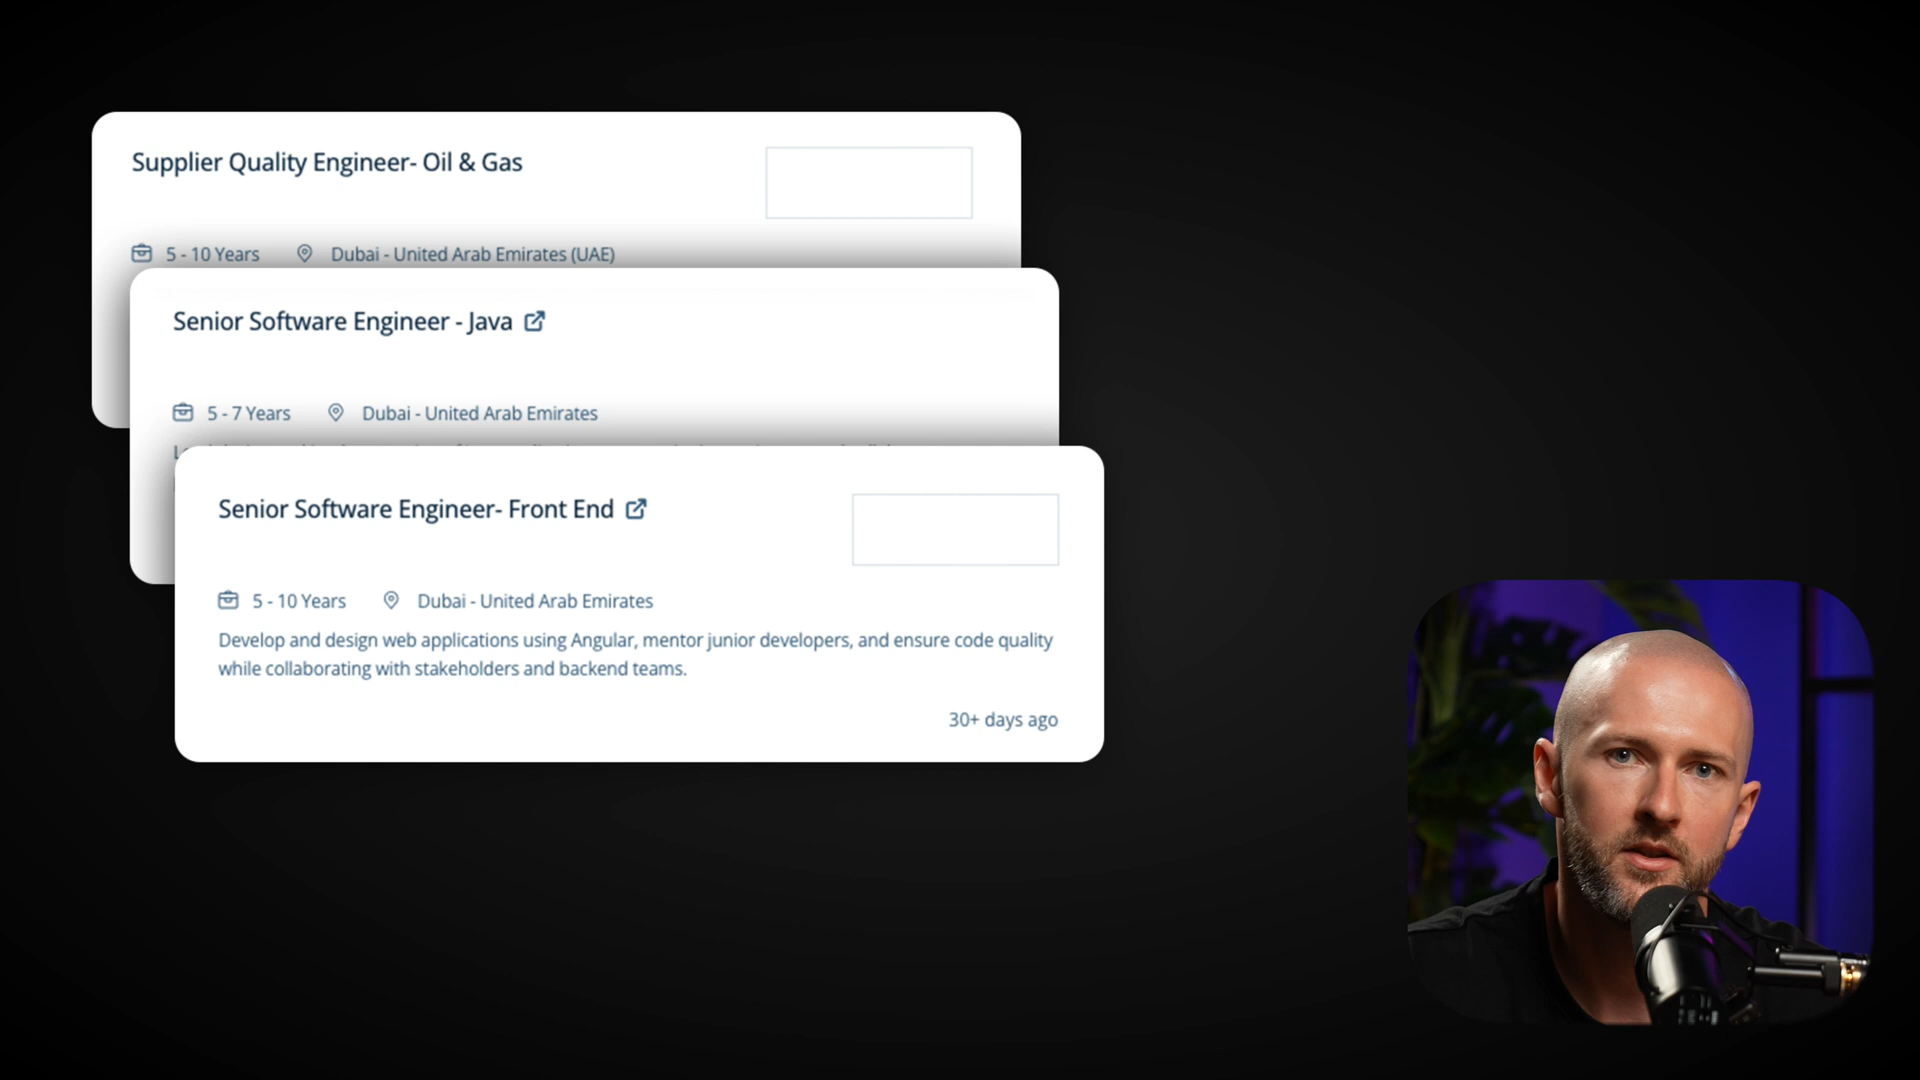 Supplier Quality Engineer- Oil & Gas
5 - 10 Years Dubai - United Arab Emirates (UAE)
Senior Software Engineer - Java
5 - 7 Years Dubai - United Arab Emirates
Senior Software Engineer- Front End
5 - 10 Years Dubai - United Arab Emirates
Develop and design web applications using Angular, mentor junior developers, and ensure code quality
while collaborating with stakeholders and backend teams.
30+ days ago